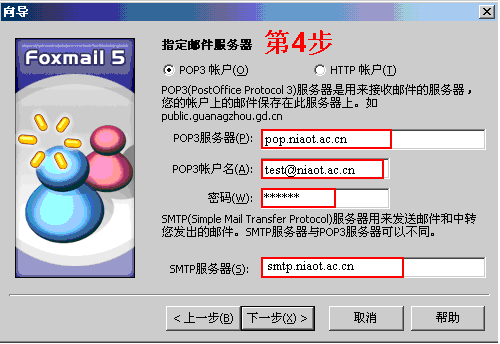 向导
Foxmail 5
指定邮件服务器 第4步
POP3 帐户(O) HTTP 帐户(T)
POP3(PostOffice Protocol 3)服务器是用来接收邮件的服务器，
您的帐户上的邮件保存在此服务器上。如
public.guanagzhou.gd.cn
POP3服务器(P): pop.niaot.ac.cn
POP3帐户名(A): test@niaot.ac.cn
密码(W): ******
SMTP(Simple Mail Transfer Protocol)服务器用来发送邮件和中转
您发出的邮件。SMTP服务器与POP3服务器可以不同。
SMTP服务器(S): smtp.niaot.ac.cn
< 上一步(B) 下一步(X) > 取消 帮助